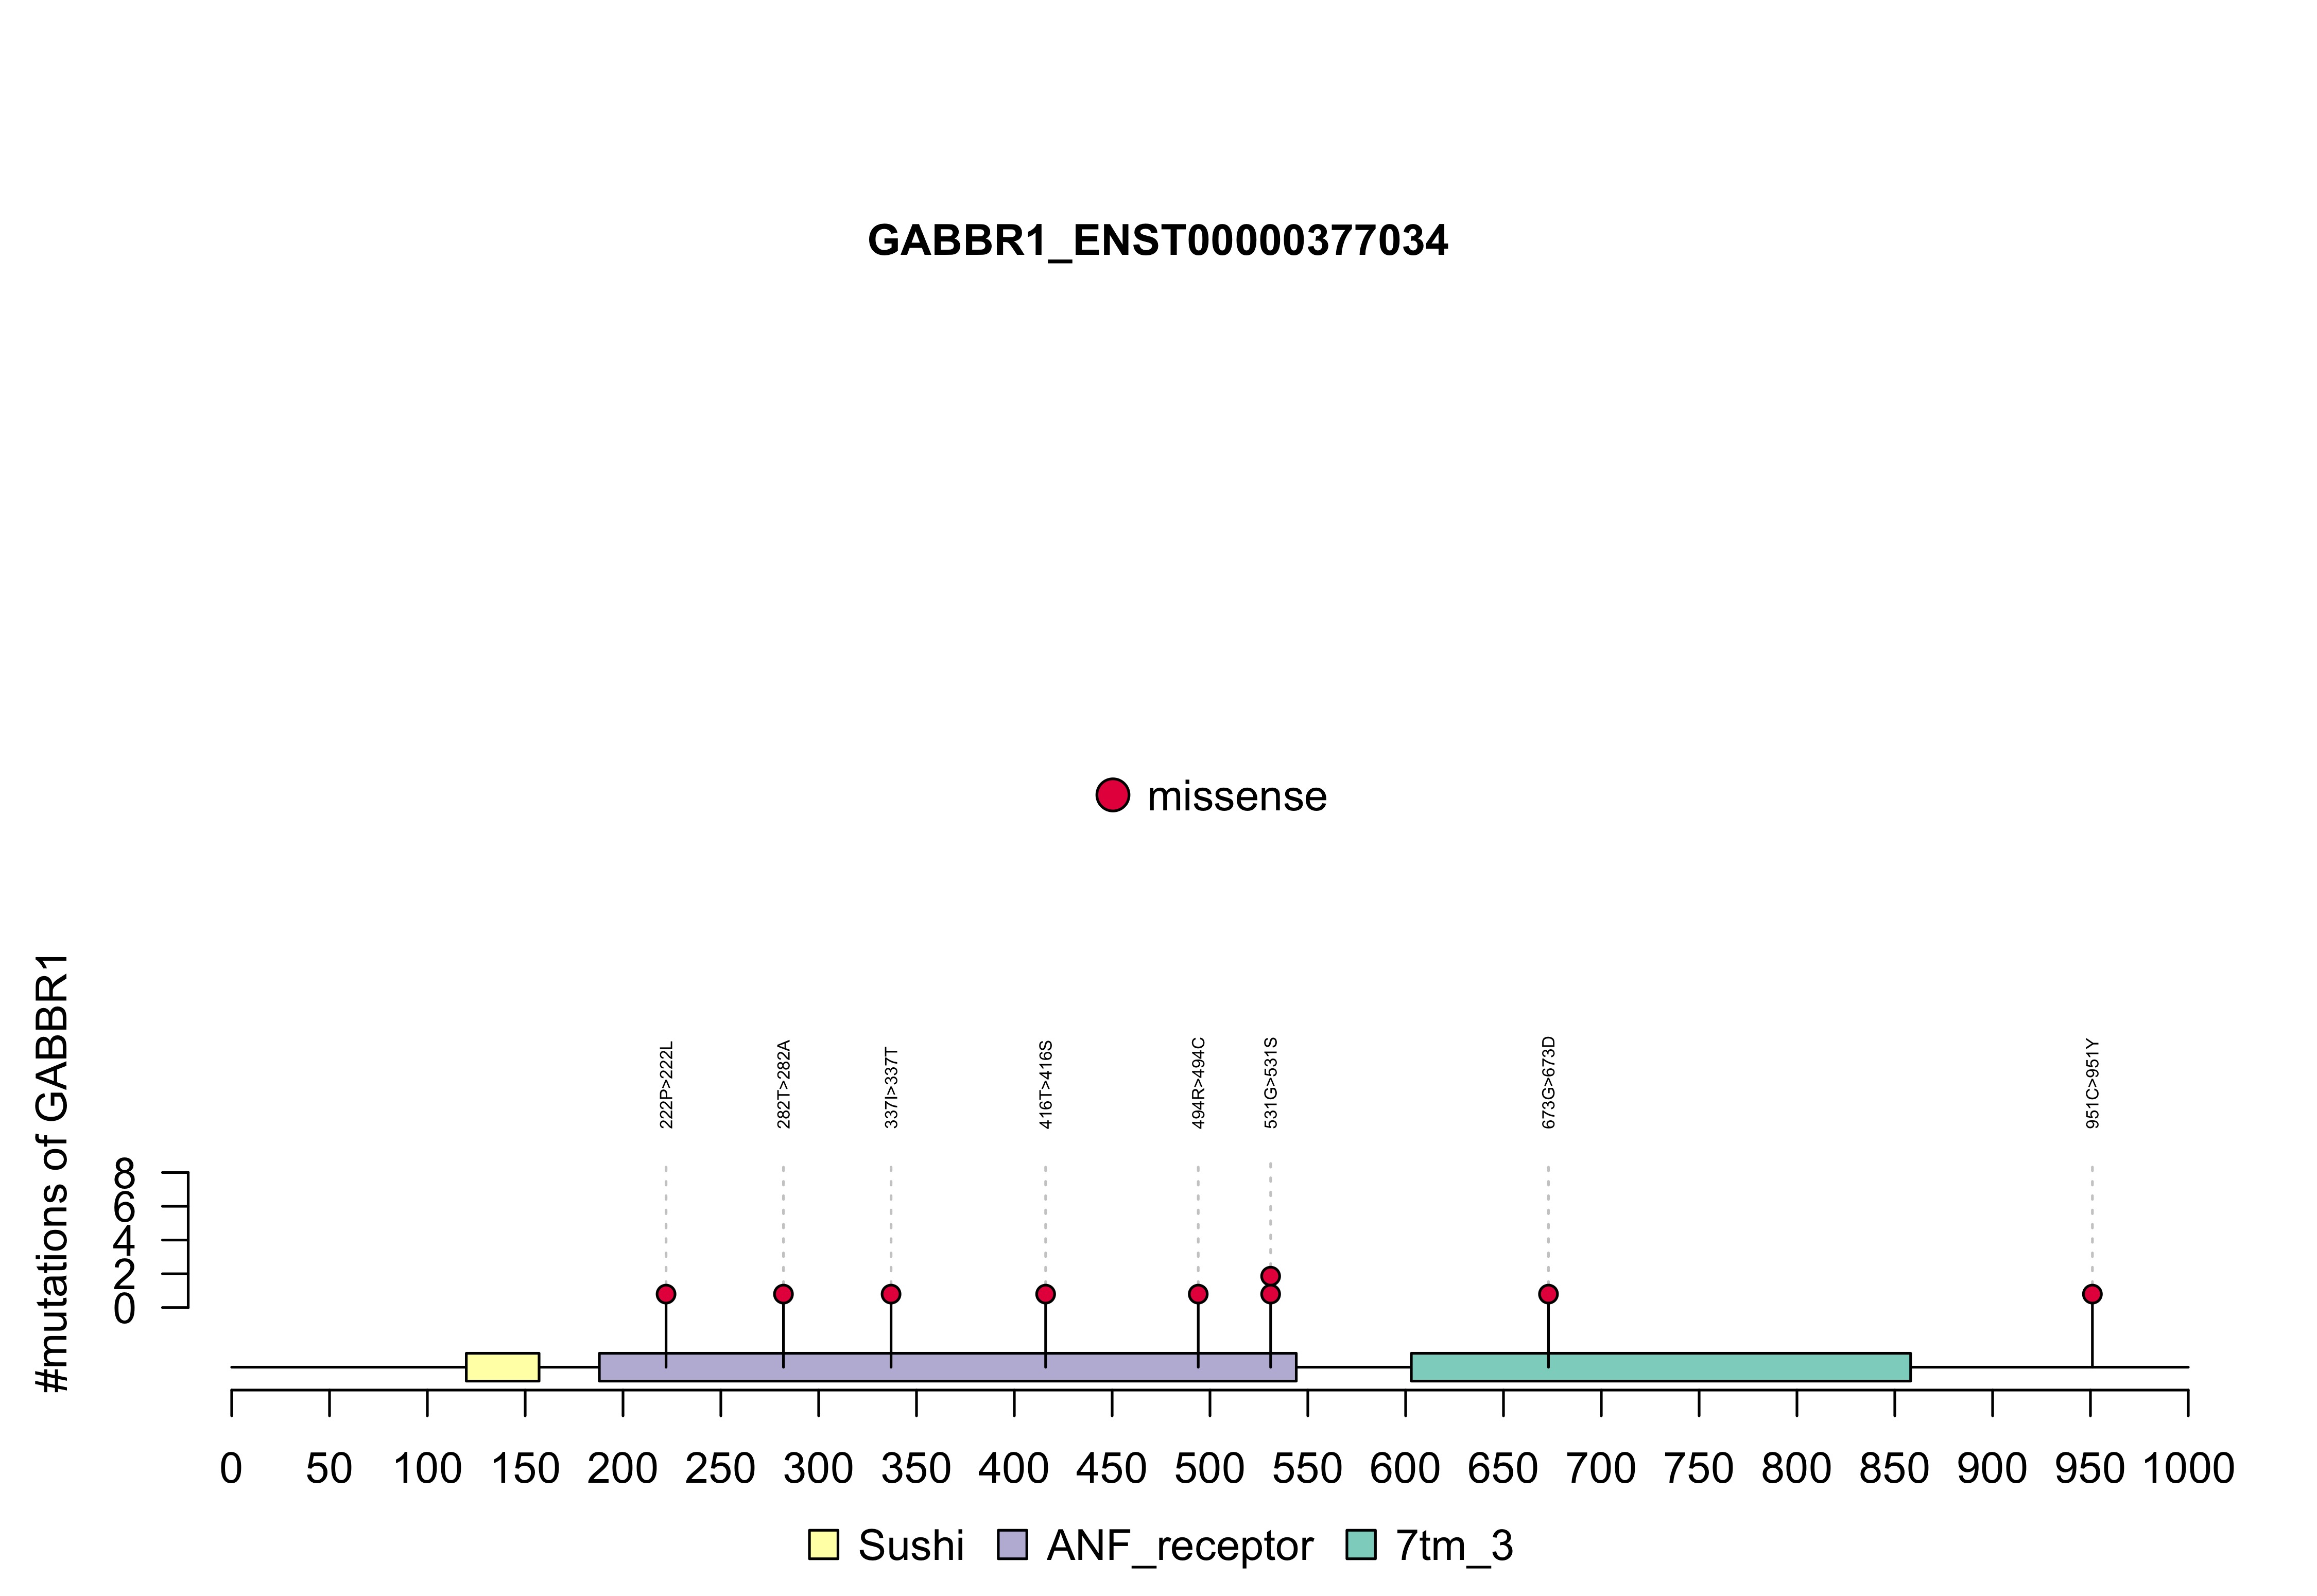 GABBR1_ENST00000377034
missense
#mutations of GABBR1
222P>222L
282T>282A
337I>337T
416T>416S
494R>494C
531G>531S
673G>673D
951C>951Y
8
6
4
2
0
0 50 100 150 200 250 300 350 400 450 500 550 600 650 700 750 800 850 900 950 1000
Sushi ANF_receptor 7tm_3